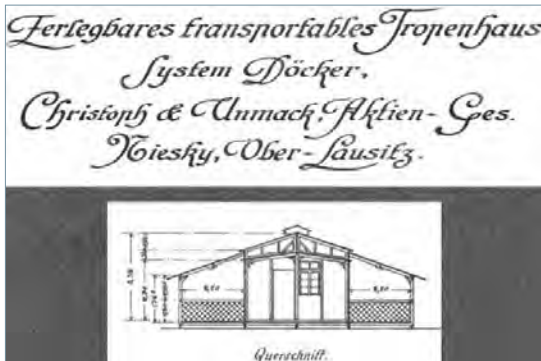 Zerlegbares transportables Tropenhaus
System Döcker,
Christoph & Unmack, Aktien-Ges.
Niesky, Ober-Lausitz.
Querschnitt.